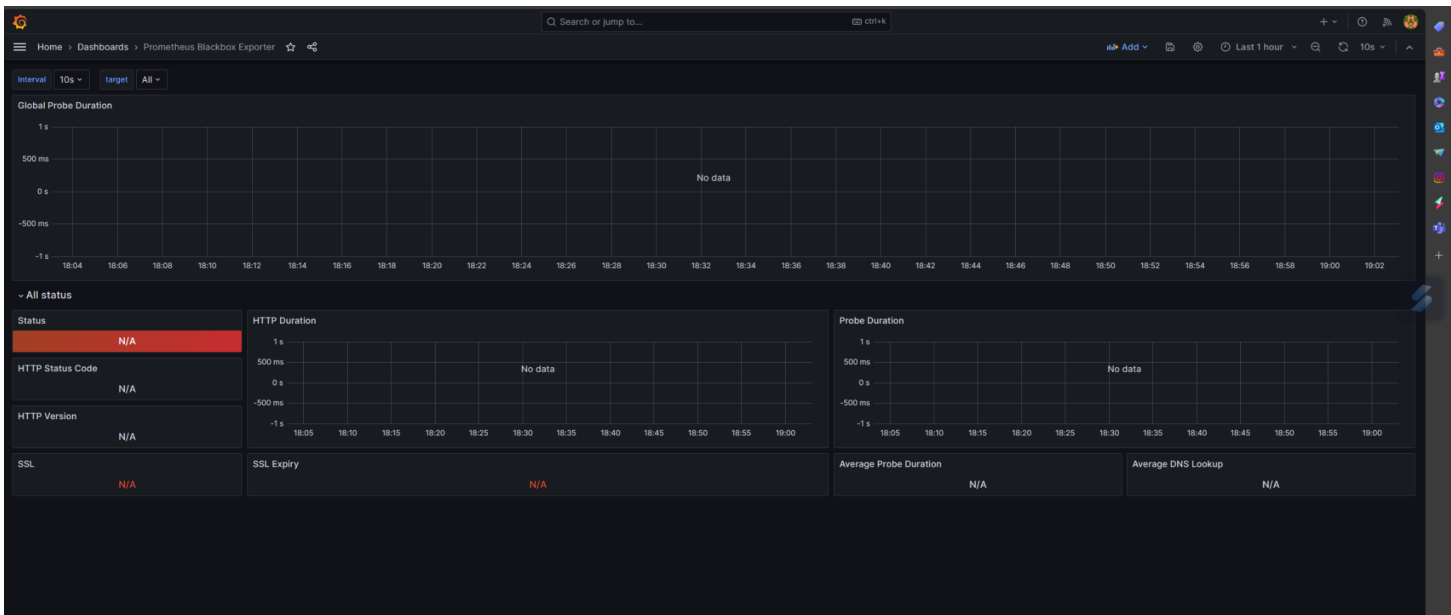 Search or jump to...
ctrl+k
Home › Dashboards › Prometheus Blackbox Exporter
Add
Last 1 hour
10s
Interval 10s
target All
Global Probe Duration
1 s
500 ms
0 s
-500 ms
-1 s
No data
18:04 18:06 18:08 18:10 18:12 18:14 18:16 18:18 18:20 18:22 18:24 18:26 18:28 18:30 18:32 18:34 18:36 18:38 18:40 18:42 18:44 18:46 18:48 18:50 18:52 18:54 18:56 18:58 19:00 19:02
All status
Status
N/A
HTTP Status Code
N/A
HTTP Version
N/A
HTTP Duration
1 s
500 ms
0 s
-500 ms
-1 s
No data
18:05 18:10 18:15 18:20 18:25 18:30 18:35 18:40 18:45 18:50 18:55 19:00
Probe Duration
1 s
500 ms
0 s
-500 ms
-1 s
No data
18:05 18:10 18:15 18:20 18:25 18:30 18:35 18:40 18:45 18:50 18:55 19:00
SSL
N/A
SSL Expiry
N/A
Average Probe Duration
N/A
Average DNS Lookup
N/A